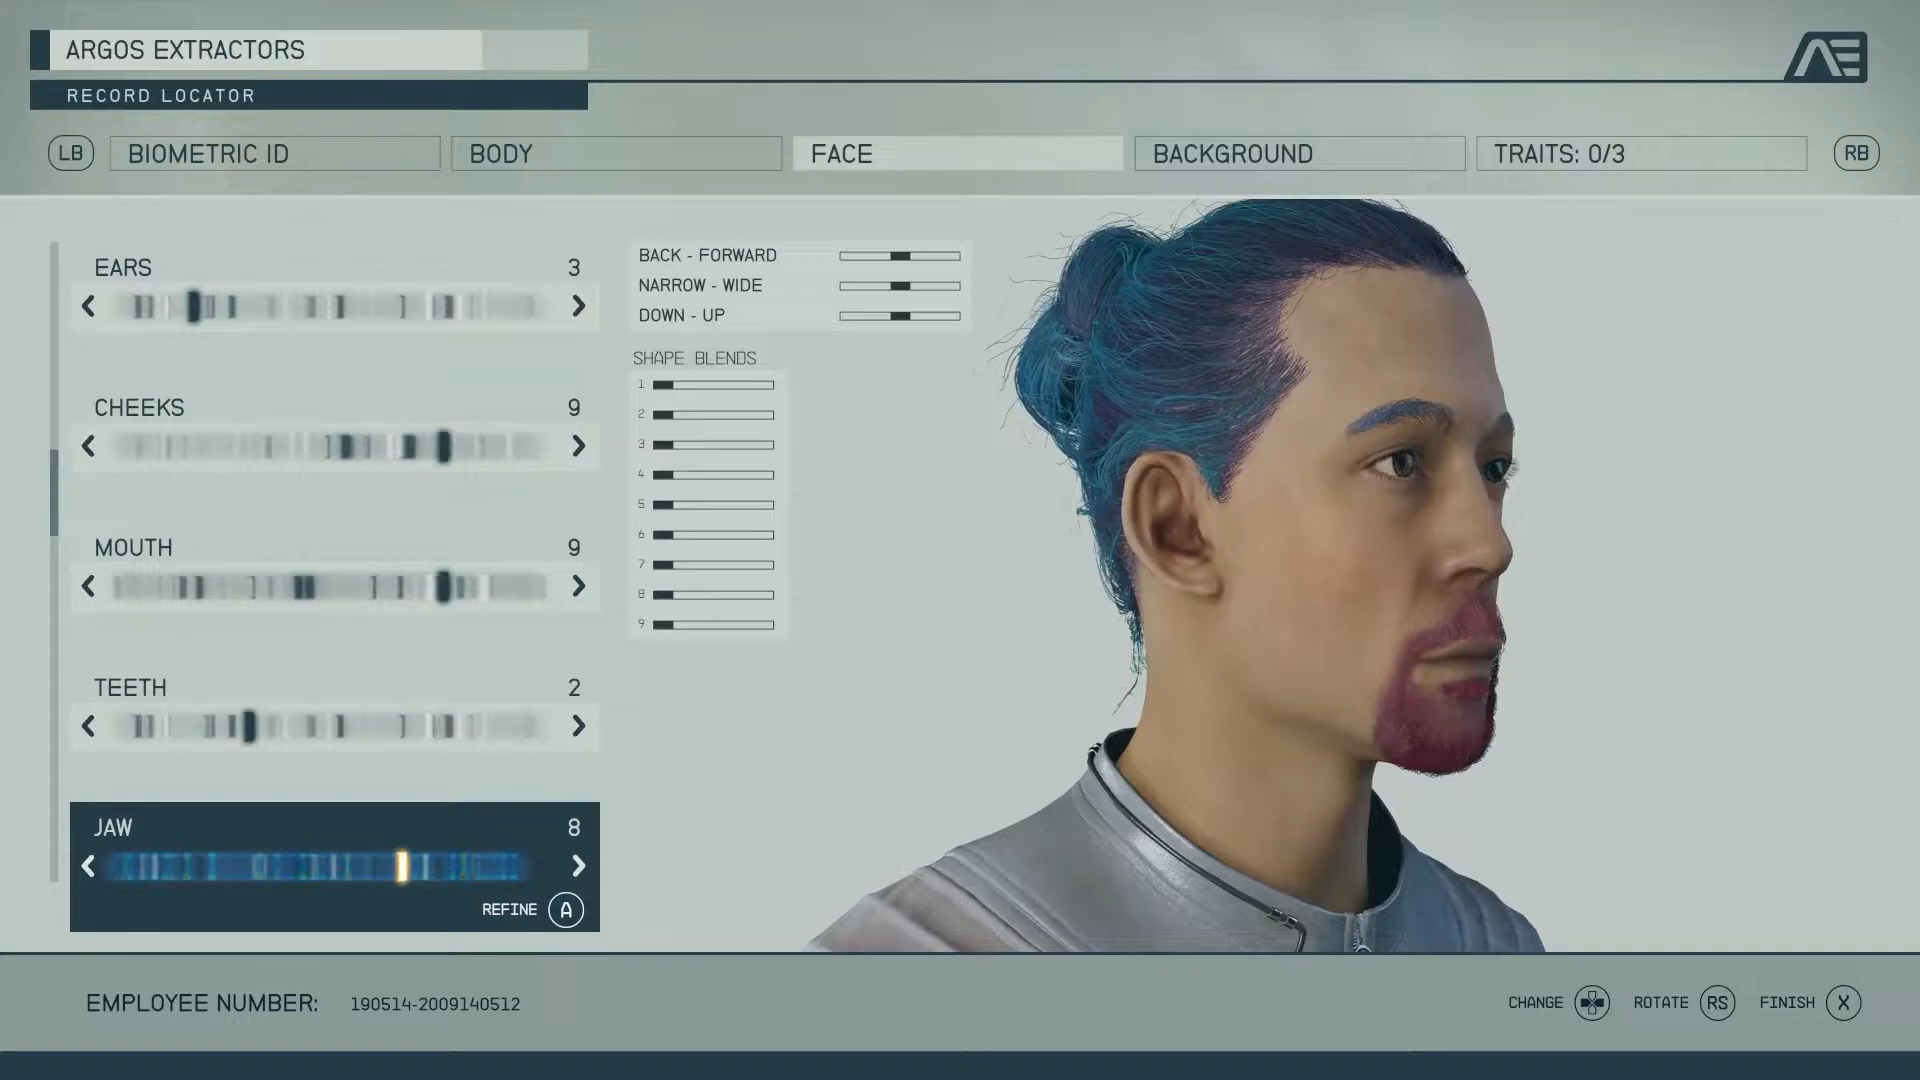 ARGOS EXTRACTORS
AE
RECORD LOCATOR
LB
BIOMETRIC ID
BODY
FACE
BACKGROUND
TRAITS: 0/3
RB
EARS 3
CHEEKS 9
MOUTH 9
TEETH 2
JAW 8
REFINE A
BACK - FORWARD
NARROW - WIDE
DOWN - UP
SHAPE BLENDS
1
2
3
4
5
6
7
8
9
EMPLOYEE NUMBER: 190514-2009140512
CHANGE ROTATE RS FINISH X